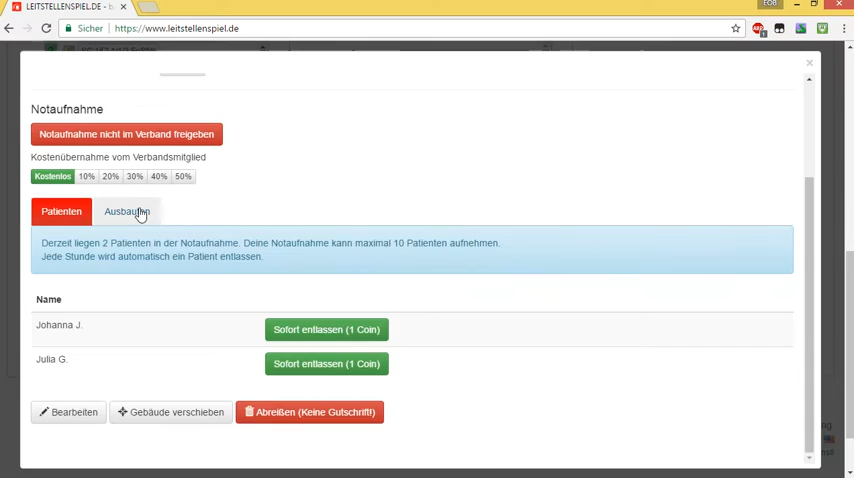 LEITSTELLENSPIEL.DE - b
EOB
Sicher | https://www.leitstellenspiel.de
Notaufnahme
Notaufnahme nicht im Verband freigeben
Kostenübernahme vom Verbandsmitglied
Kostenlos 10% 20% 30% 40% 50%
Patienten Ausbauten
Derzeit liegen 2 Patienten in der Notaufnahme. Deine Notaufnahme kann maximal 10 Patienten aufnehmen.
Jede Stunde wird automatisch ein Patient entlassen.
Name
Johanna J. Sofort entlassen (1 Coin)
Julia G. Sofort entlassen (1 Coin)
Bearbeiten Gebäude verschieben Abreißen (Keine Gutschrift!)
ng